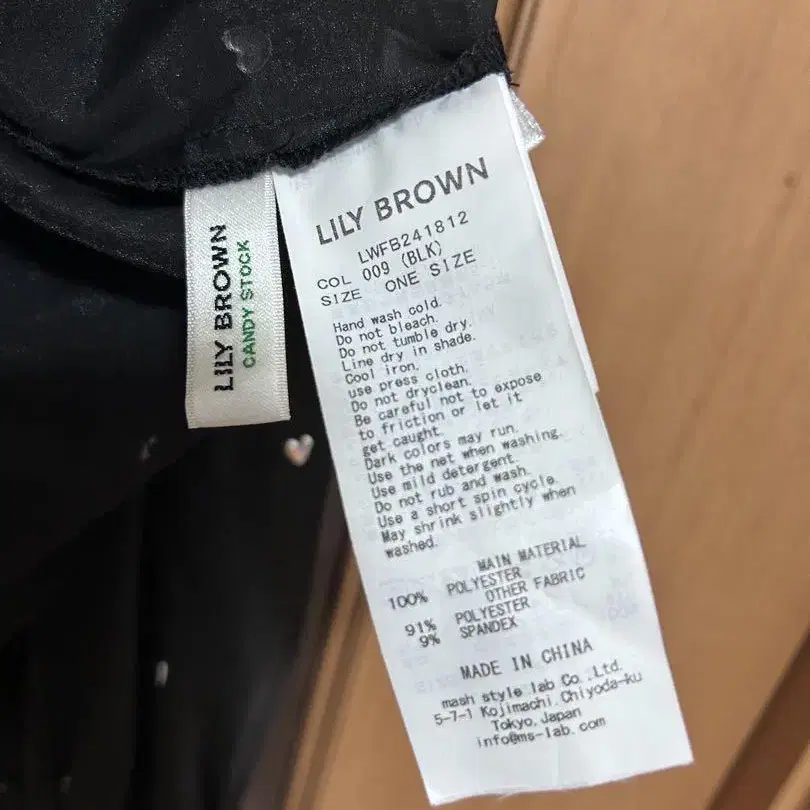 LILY BROWN
CANDY STOCK
LILY BROWN
LWFB241812
COL 009 (BLK)
SIZE ONE SIZE
Hand wash cold.
Do not bleach.
Do not tumble dry.
Line dry in shade.
Cool iron.
use press cloth.
Do not dryclean.
Be careful not to expose
to friction or let it
get caught.
Dark colors may run.
Use the net when washing.
Use mild detergent.
Do not rub and wash.
Use a short spin cycle.
May shrink slightly when
washed.
MAIN MATERIAL
100% POLYESTER
OTHER FABRIC
91% POLYESTER
9% SPANDEX
MADE IN CHINA
mash style lab Co.,Ltd.
5-7-1 Kojimachi,Chiyoda-ku
Tokyo,Japan
info@ms-lab.com